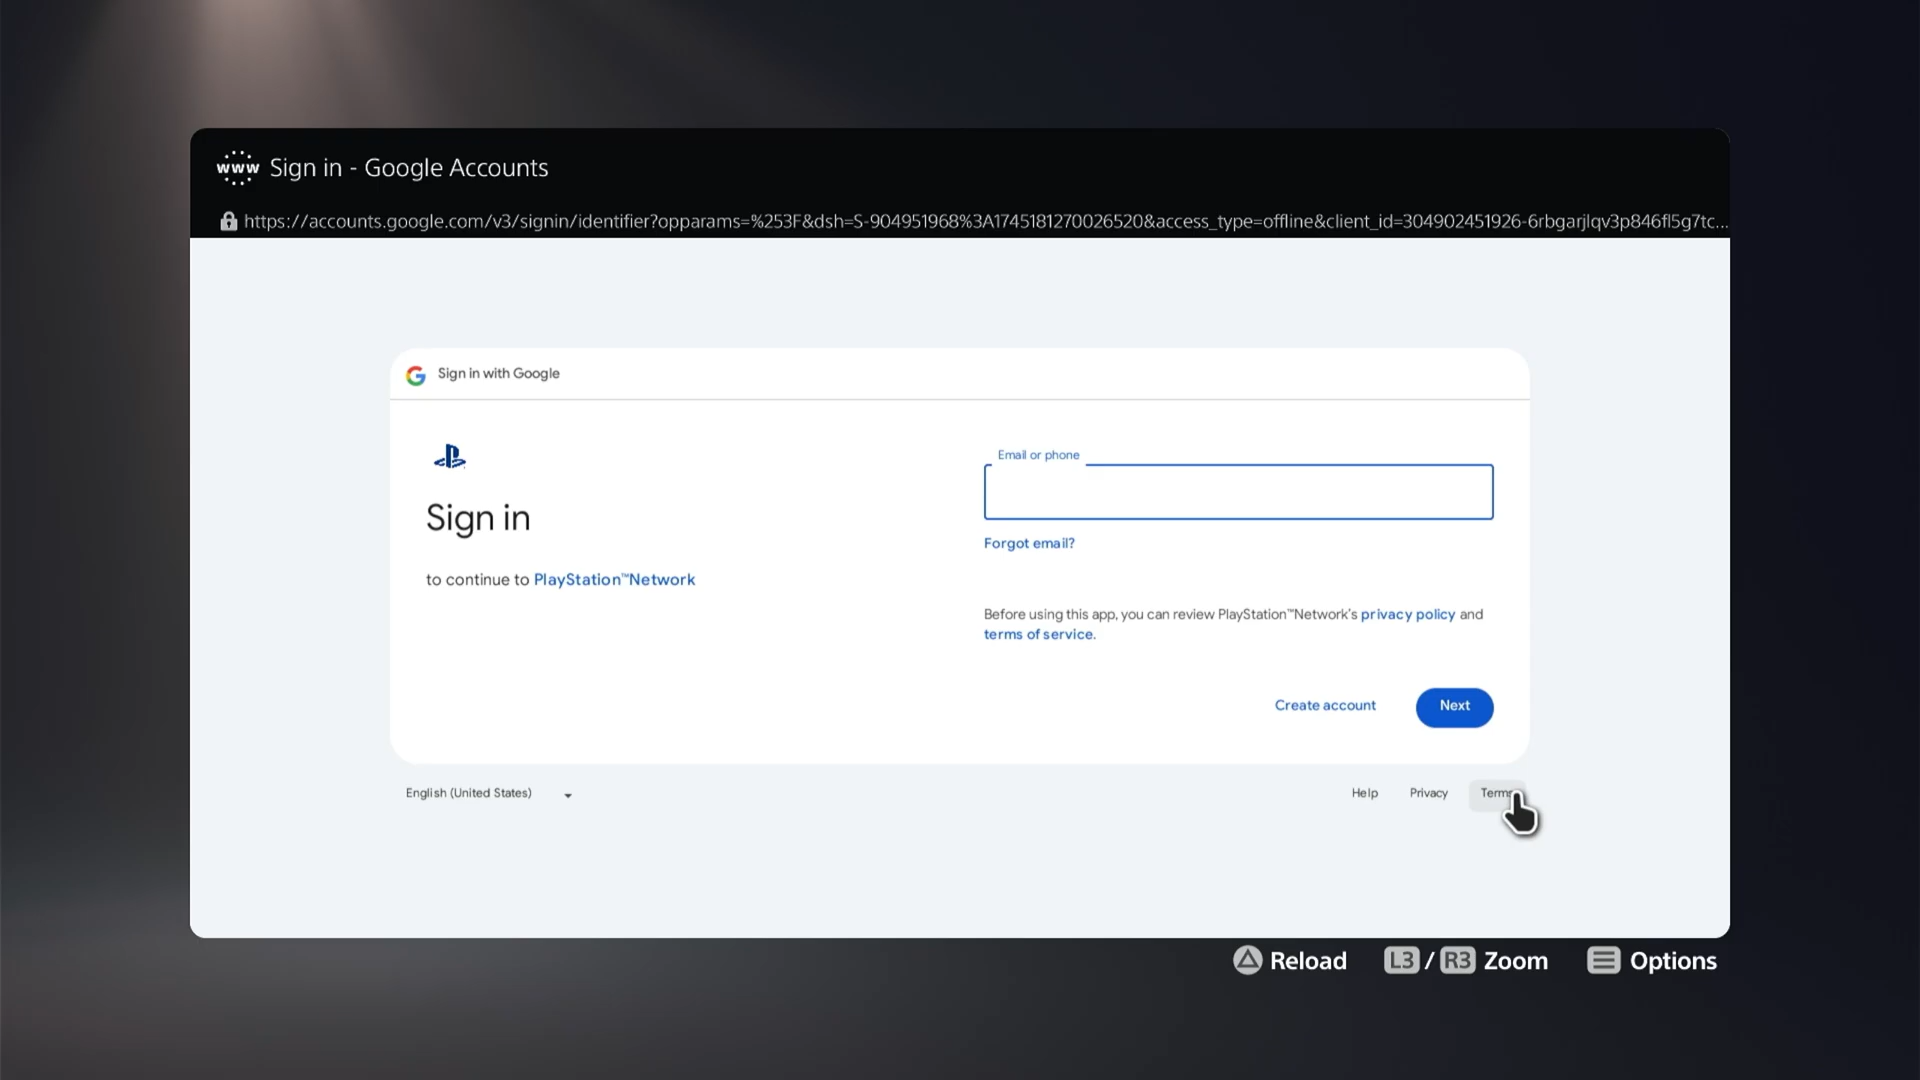 www Sign in - Google Accounts
https://accounts.google.com/v3/signin/identifier?opparams=%253F&dsh=S-904951968%3A1745181270026520&access_type=offline&client_id=304902451926-6rbgarjlqv3p846fl5g7tc...
Sign in with Google
Sign in
to continue to PlayStation™Network
Email or phone
Forgot email?
Before using this app, you can review PlayStation™Network's privacy policy and
terms of service.
Create account
Next
English (United States)
Help Privacy Terms
Reload L3 / R3 Zoom Options